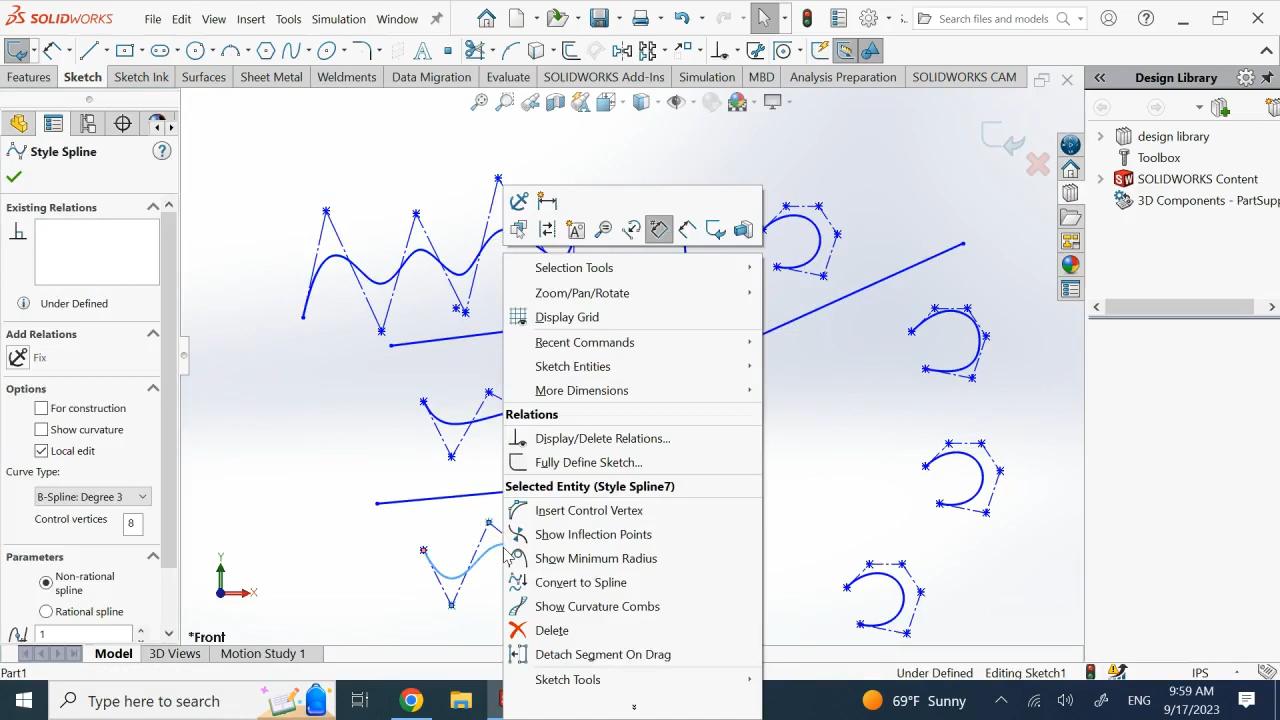 SOLIDWORKS File Edit View Insert Tools Simulation Window Search files and models
Features Sketch Sketch Ink Surfaces Sheet Metal Weldments Data Migration Evaluate SOLIDWORKS Add-Ins Simulation MBD Analysis Preparation SOLIDWORKS CAM
Design Library
design library
Toolbox
SOLIDWORKS Content
3D Components - PartSupp
Style Spline
Existing Relations
Under Defined
Add Relations
Fix
Options
For construction
Show curvature
Local edit
Curve Type:
B-Spline: Degree 3
Control vertices 8
Parameters
Non-rational
spline
Rational spline
1
Selection Tools
Zoom/Pan/Rotate
Display Grid
Recent Commands
Sketch Entities
More Dimensions
Relations
Display/Delete Relations...
Fully Define Sketch...
Selected Entity (Style Spline7)
Insert Control Vertex
Show Inflection Points
Show Minimum Radius
Convert to Spline
Show Curvature Combs
Delete
Detach Segment On Drag
Sketch Tools
Y
X
*Front
Model 3D Views Motion Study 1
Part1 Under Defined Editing Sketch1 IPS
Type here to search 69°F Sunny ENG 9:59 AM
9/17/2023